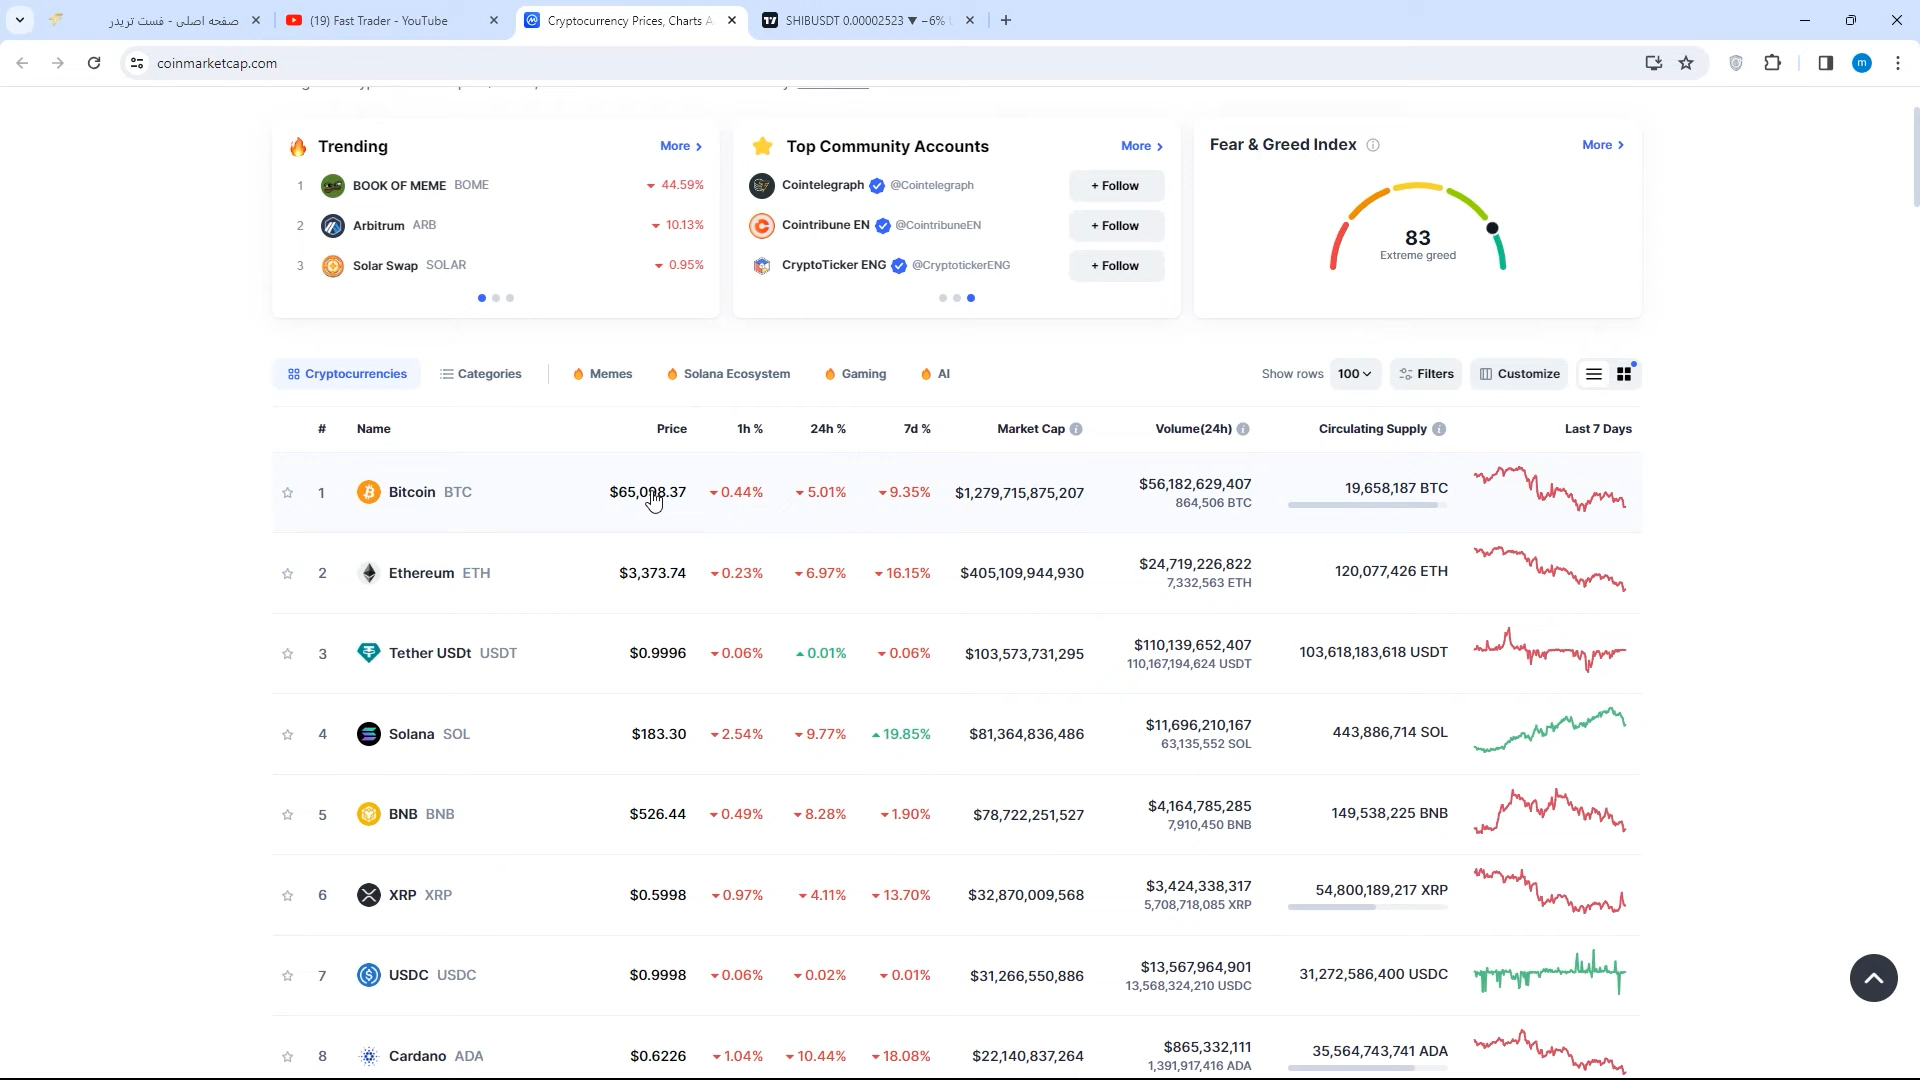 صفحه اصلی - فست تریدر
(19) Fast Trader - YouTube
Cryptocurrency Prices, Charts A
SHIBUSDT 0.00002523 ▼ −6%
coinmarketcap.com
m
Trending
More >
1 BOOK OF MEME BOME 44.59%
2 Arbitrum ARB 10.13%
3 Solar Swap SOLAR 0.95%
Top Community Accounts
More >
Cointelegraph @Cointelegraph + Follow
Cointribune EN @CointribuneEN + Follow
CryptoTicker ENG @CryptotickerENG + Follow
Fear & Greed Index
More >
83
Extreme greed
Cryptocurrencies Categories Memes Solana Ecosystem Gaming AI Show rows 100 Filters Customize
# Name Price 1h % 24h % 7d % Market Cap Volume(24h) Circulating Supply Last 7 Days
1 Bitcoin BTC $65,098.37 0.44% 5.01% 9.35% $1,279,715,875,207 $56,182,629,407 19,658,187 BTC
864,506 BTC
2 Ethereum ETH $3,373.74 0.23% 6.97% 16.15% $405,109,944,930 $24,719,226,822 120,077,426 ETH
7,332,563 ETH
3 Tether USDt USDT $0.9996 0.06% 0.01% 0.06% $103,573,731,295 $110,139,652,407 103,618,183,618 USDT
110,167,194,624 USDT
4 Solana SOL $183.30 2.54% 9.77% 19.85% $81,364,836,486 $11,696,210,167 443,886,714 SOL
63,135,552 SOL
5 BNB BNB $526.44 0.49% 8.28% 1.90% $78,722,251,527 $4,164,785,285 149,538,225 BNB
7,910,450 BNB
6 XRP XRP $0.5998 0.97% 4.11% 13.70% $32,870,009,568 $3,424,338,317 54,800,189,217 XRP
5,708,718,085 XRP
7 USDC USDC $0.9998 0.06% 0.02% 0.01% $31,266,550,886 $13,567,964,901 31,272,586,400 USDC
13,568,324,210 USDC
8 Cardano ADA $0.6226 1.04% 10.44% 18.08% $22,140,837,264 $865,332,111 35,564,743,741 ADA
1,391,917,416 ADA